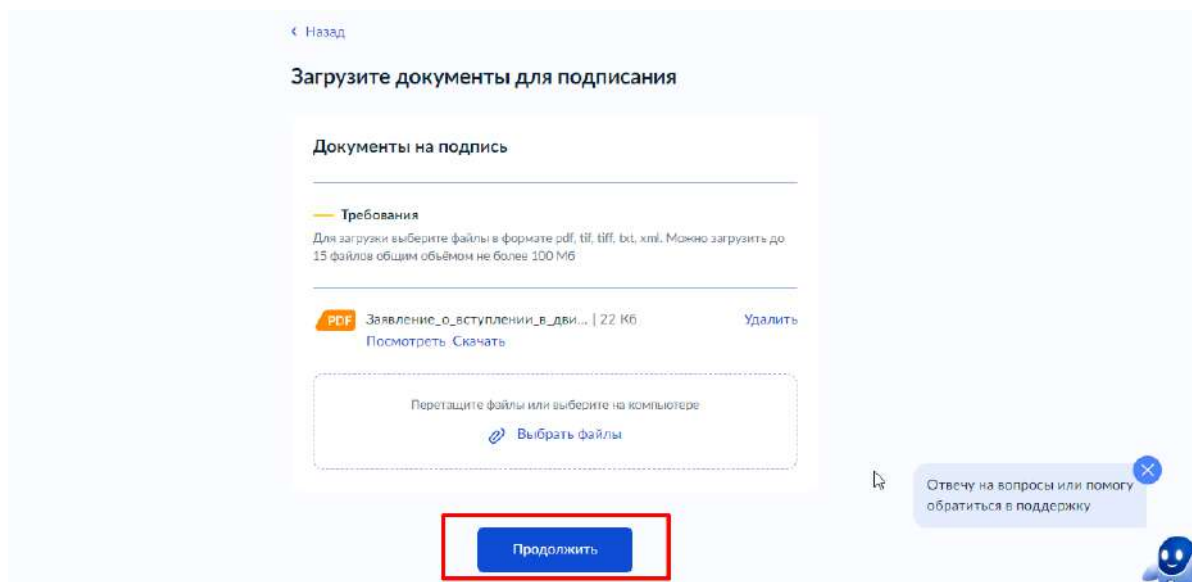 Назад
Загрузите документы для подписания
Документы на подпись
Требования
Для загрузки выберите файлы в формате pdf, tif, tiff, txt, xml. Можно загрузить до
15 файлов общим объёмом не более 100 Мб
PDF Заявление_о_вступлении_в_дви... | 22 Кб Удалить
Посмотреть Скачать
Перетащите файлы или выберите на компьютере
Выбрать файлы
Отвечу на вопросы или помогу
обратиться в поддержку
Продолжить